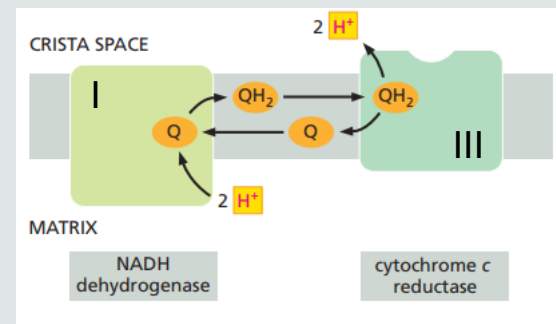 2 H⁺
CRISTA SPACE
I
QH₂
QH₂
Q
Q
III
2 H⁺
MATRIX
NADH
dehydrogenase
cytochrome c
reductase